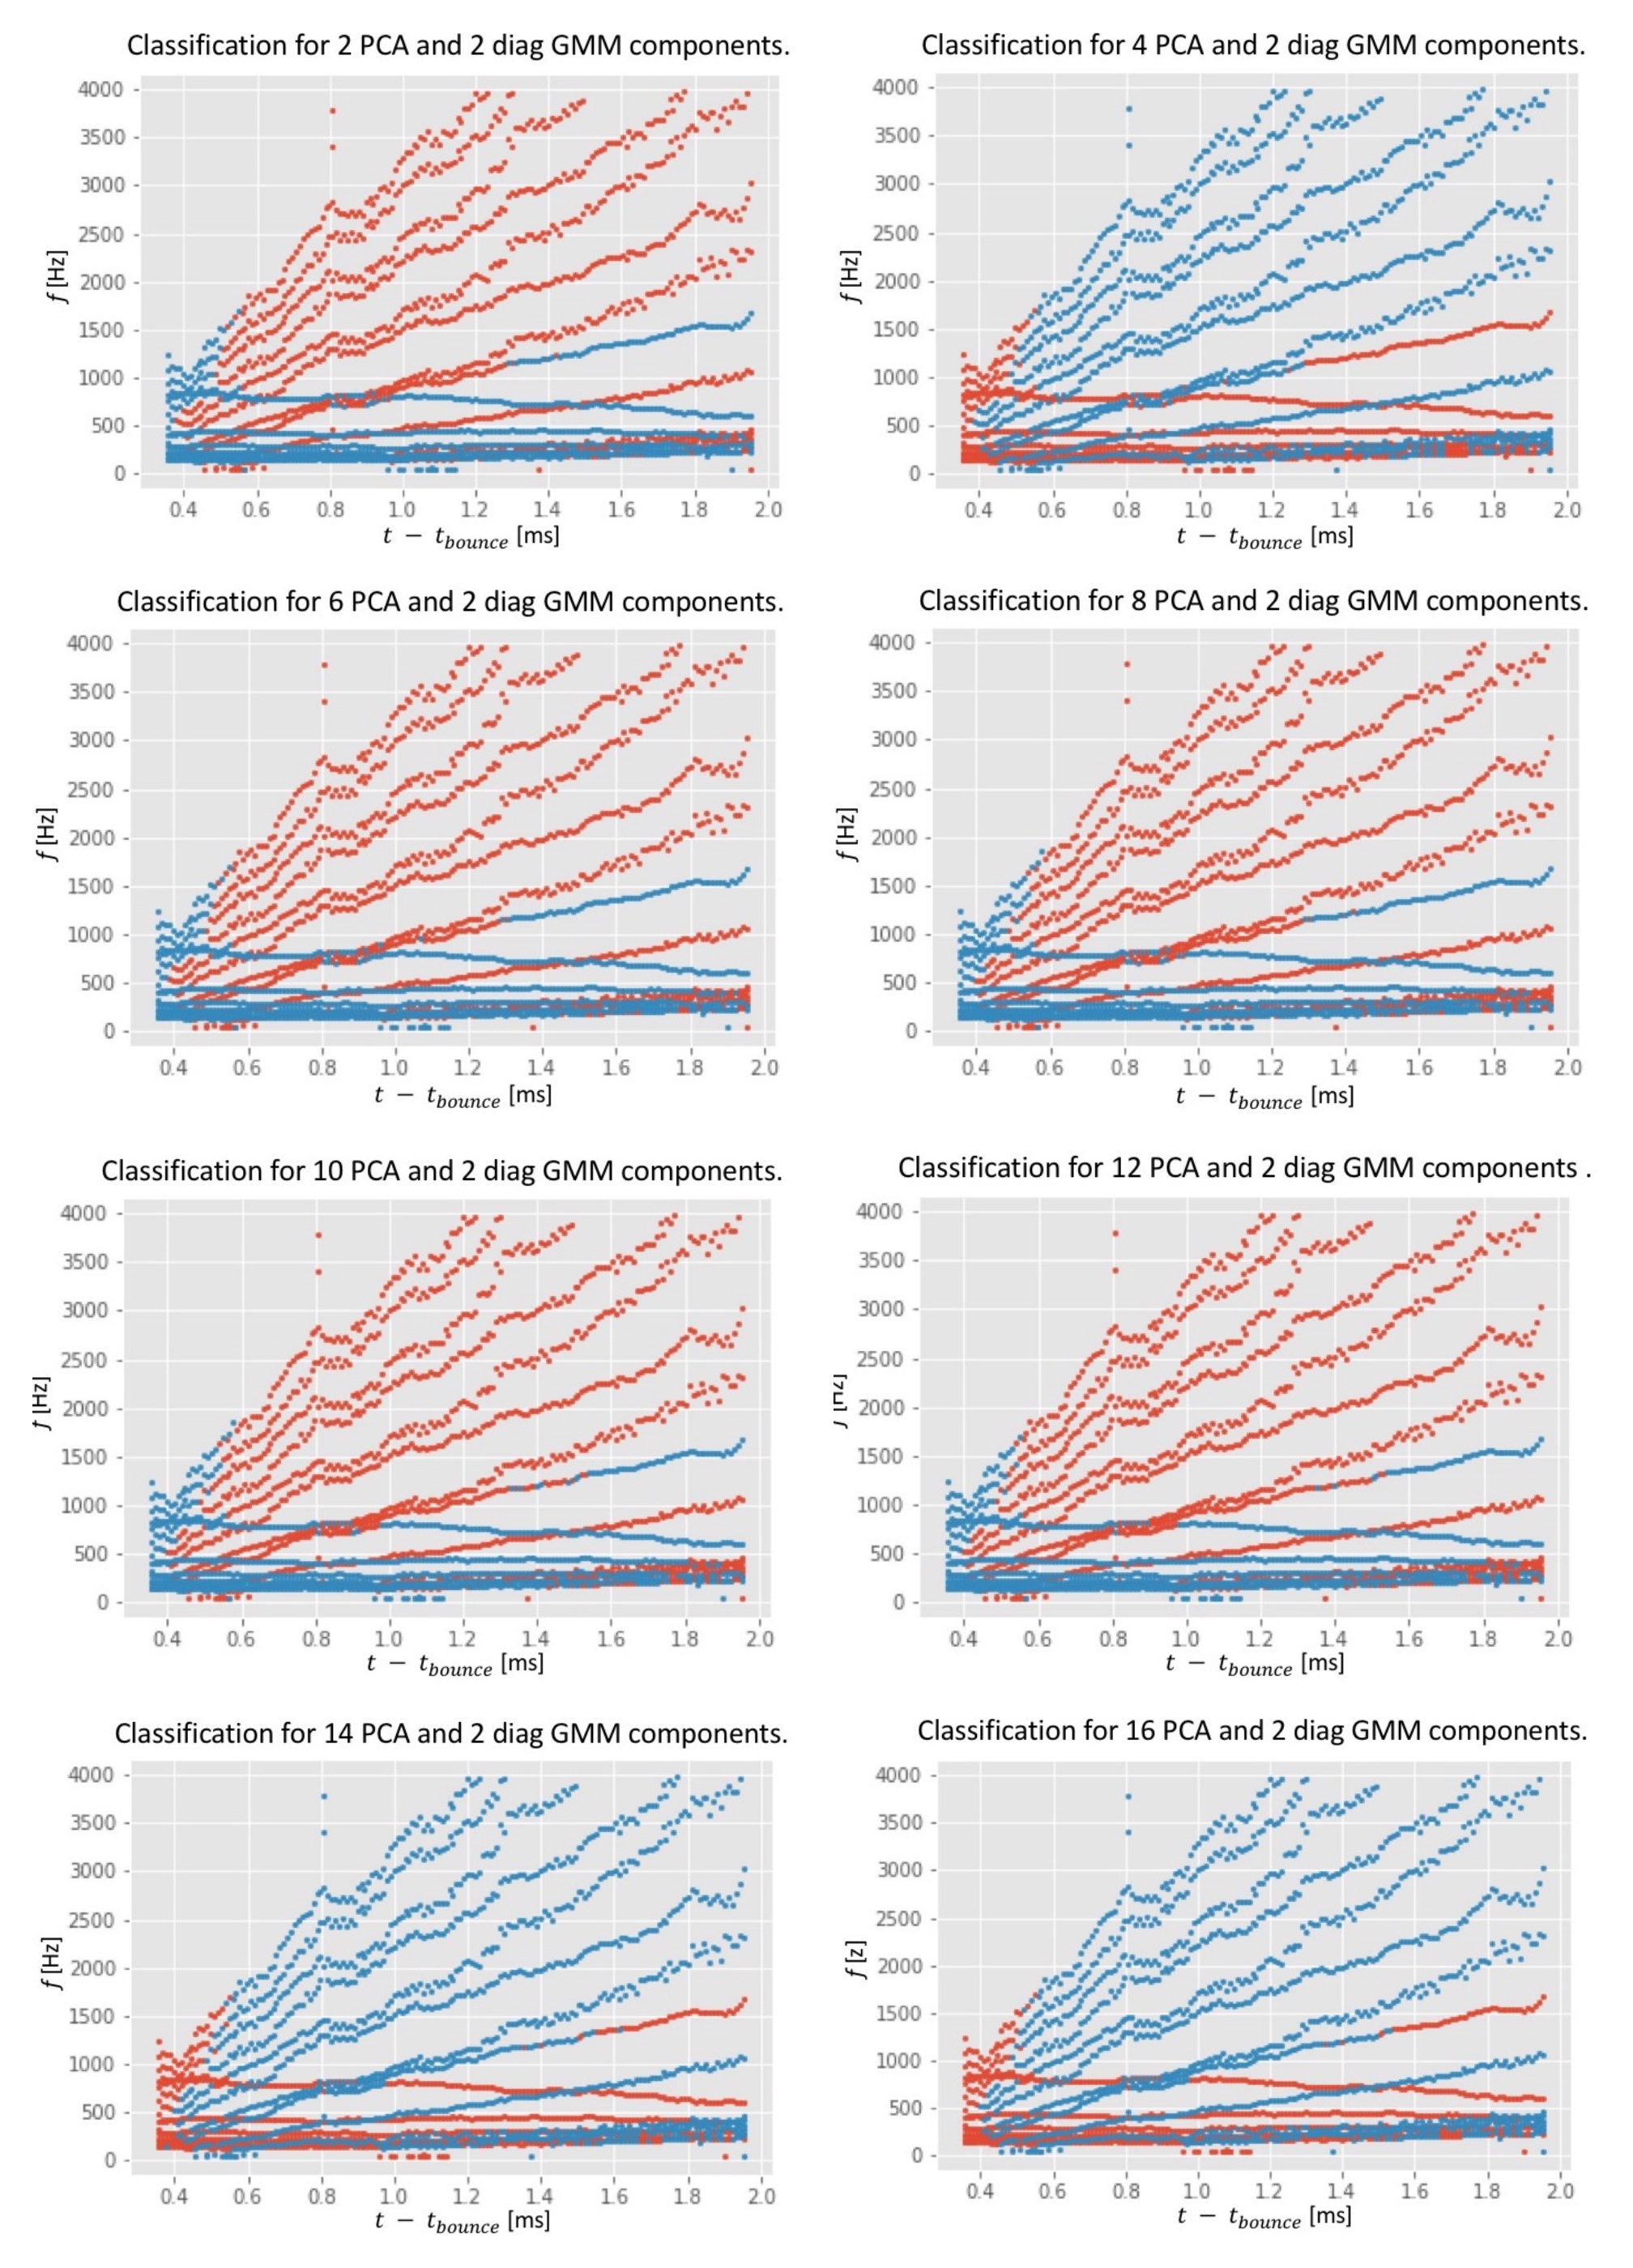 Classification for 2 PCA and 2 diag GMM components.
4000
3500
3000
2500
2000
1500
1000
500
0
f [Hz]
0.4 0.6 0.8 1.0 1.2 1.4 1.6 1.8 2.0
t − tbounce [ms]
Classification for 4 PCA and 2 diag GMM components.
4000
3500
3000
2500
2000
1500
1000
500
0
f [Hz]
0.4 0.6 0.8 1.0 1.2 1.4 1.6 1.8 2.0
t − tbounce [ms]
Classification for 6 PCA and 2 diag GMM components.
4000
3500
3000
2500
2000
1500
1000
500
0
f [Hz]
0.4 0.6 0.8 1.0 1.2 1.4 1.6 1.8 2.0
t − tbounce [ms]
Classification for 8 PCA and 2 diag GMM components.
4000
3500
3000
2500
2000
1500
1000
500
0
f [Hz]
0.4 0.6 0.8 1.0 1.2 1.4 1.6 1.8 2.0
t − tbounce [ms]
Classification for 10 PCA and 2 diag GMM components.
4000
3500
3000
2500
2000
1500
1000
500
0
f [Hz]
0.4 0.6 0.8 1.0 1.2 1.4 1.6 1.8 2.0
t − tbounce [ms]
Classification for 12 PCA and 2 diag GMM components .
4000
3500
3000
2500
2000
1500
1000
500
0
0.4 0.6 0.8 1.0 1.2 1.4 1.6 1.8 2.0
t − tbounce [ms]
Classification for 14 PCA and 2 diag GMM components.
4000
3500
3000
2500
2000
1500
1000
500
0
f [Hz]
0.4 0.6 0.8 1.0 1.2 1.4 1.6 1.8 2.0
t − tbounce [ms]
Classification for 16 PCA and 2 diag GMM components.
4000
3500
3000
2500
2000
1500
1000
500
0
f [z]
0.4 0.6 0.8 1.0 1.2 1.4 1.6 1.8 2.0
t − tbounce [ms]